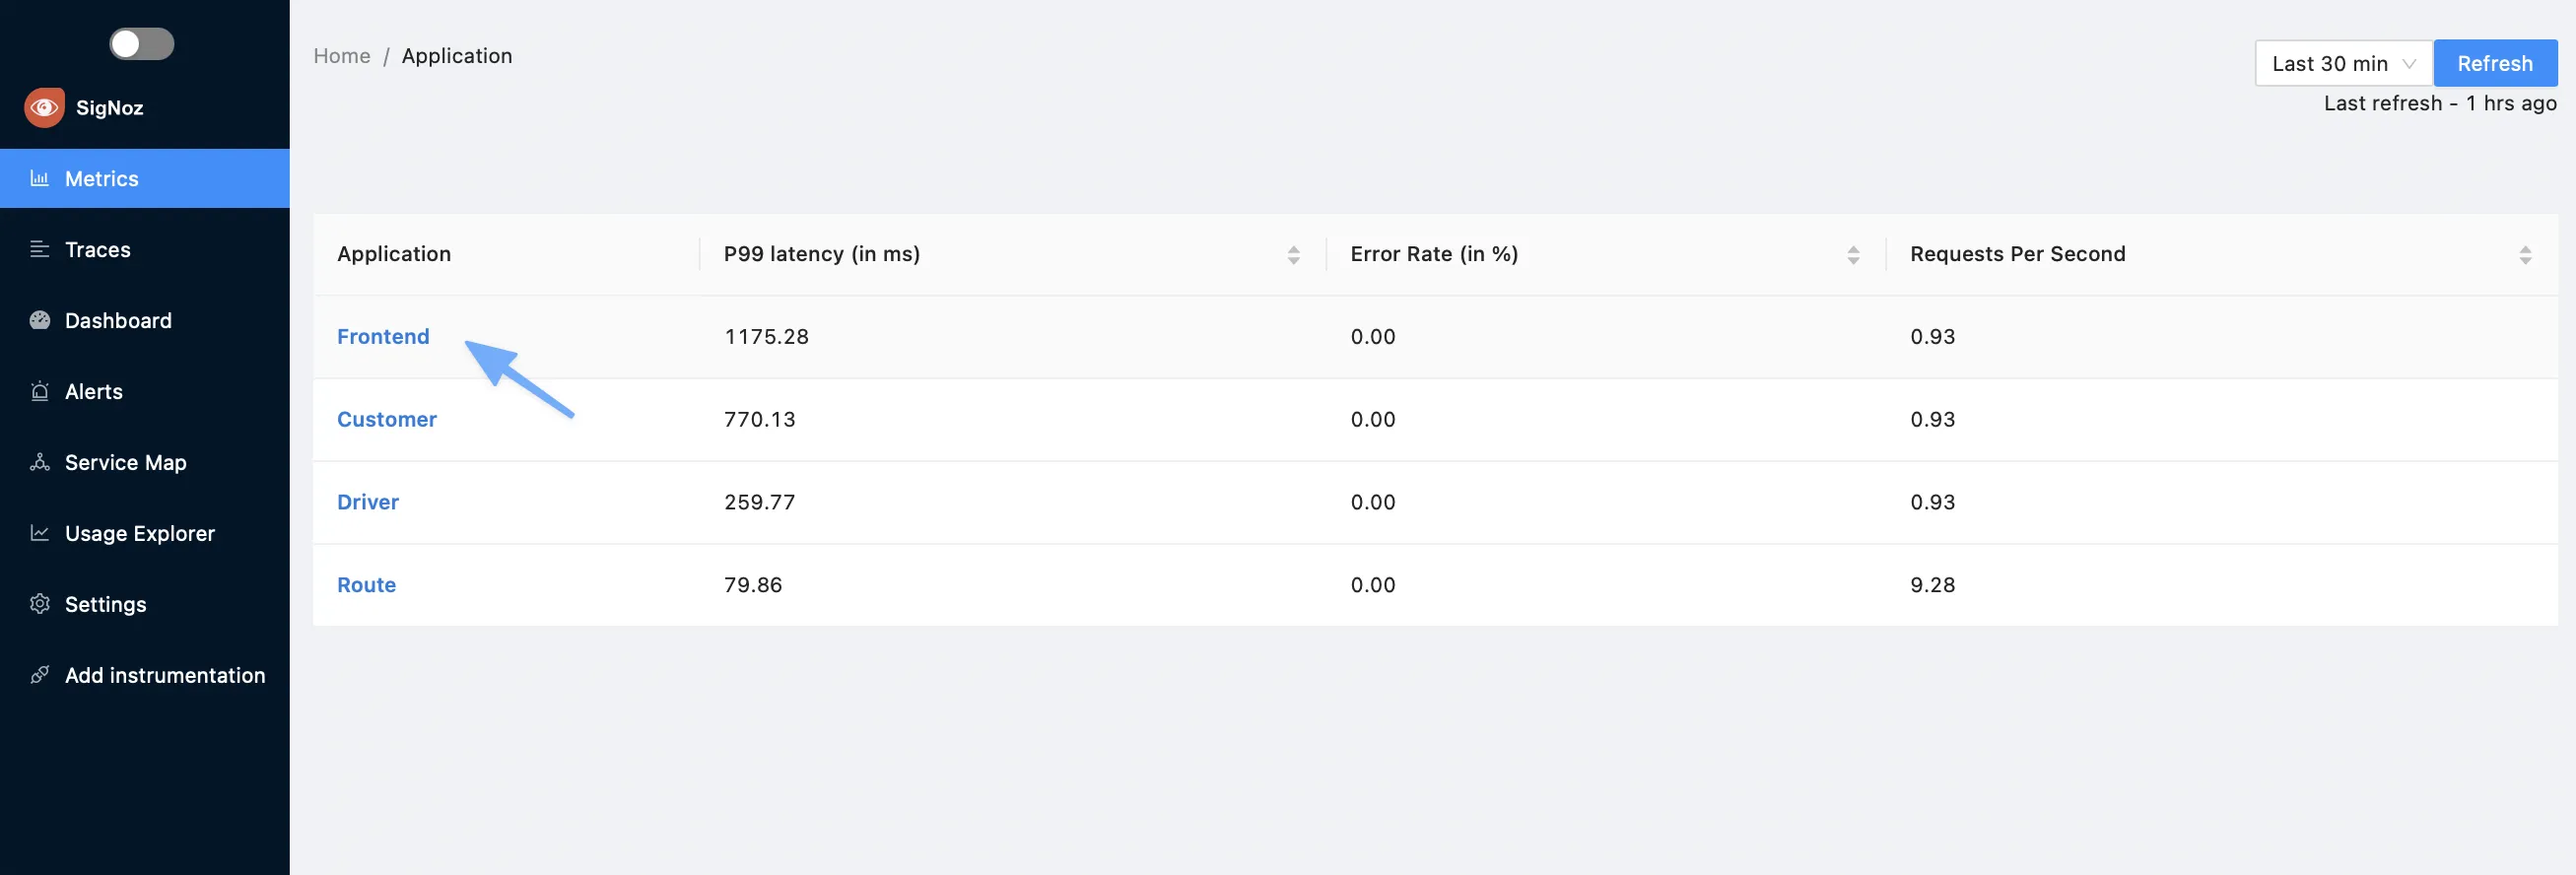 SigNoz
Metrics
Traces
Dashboard
Alerts
Service Map
Usage Explorer
Settings
Add instrumentation
Home / Application
Last 30 min Refresh
Last refresh - 1 hrs ago
Application P99 latency (in ms) Error Rate (in %) Requests Per Second
Frontend 1175.28 0.00 0.93
Customer 770.13 0.00 0.93
Driver 259.77 0.00 0.93
Route 79.86 0.00 9.28